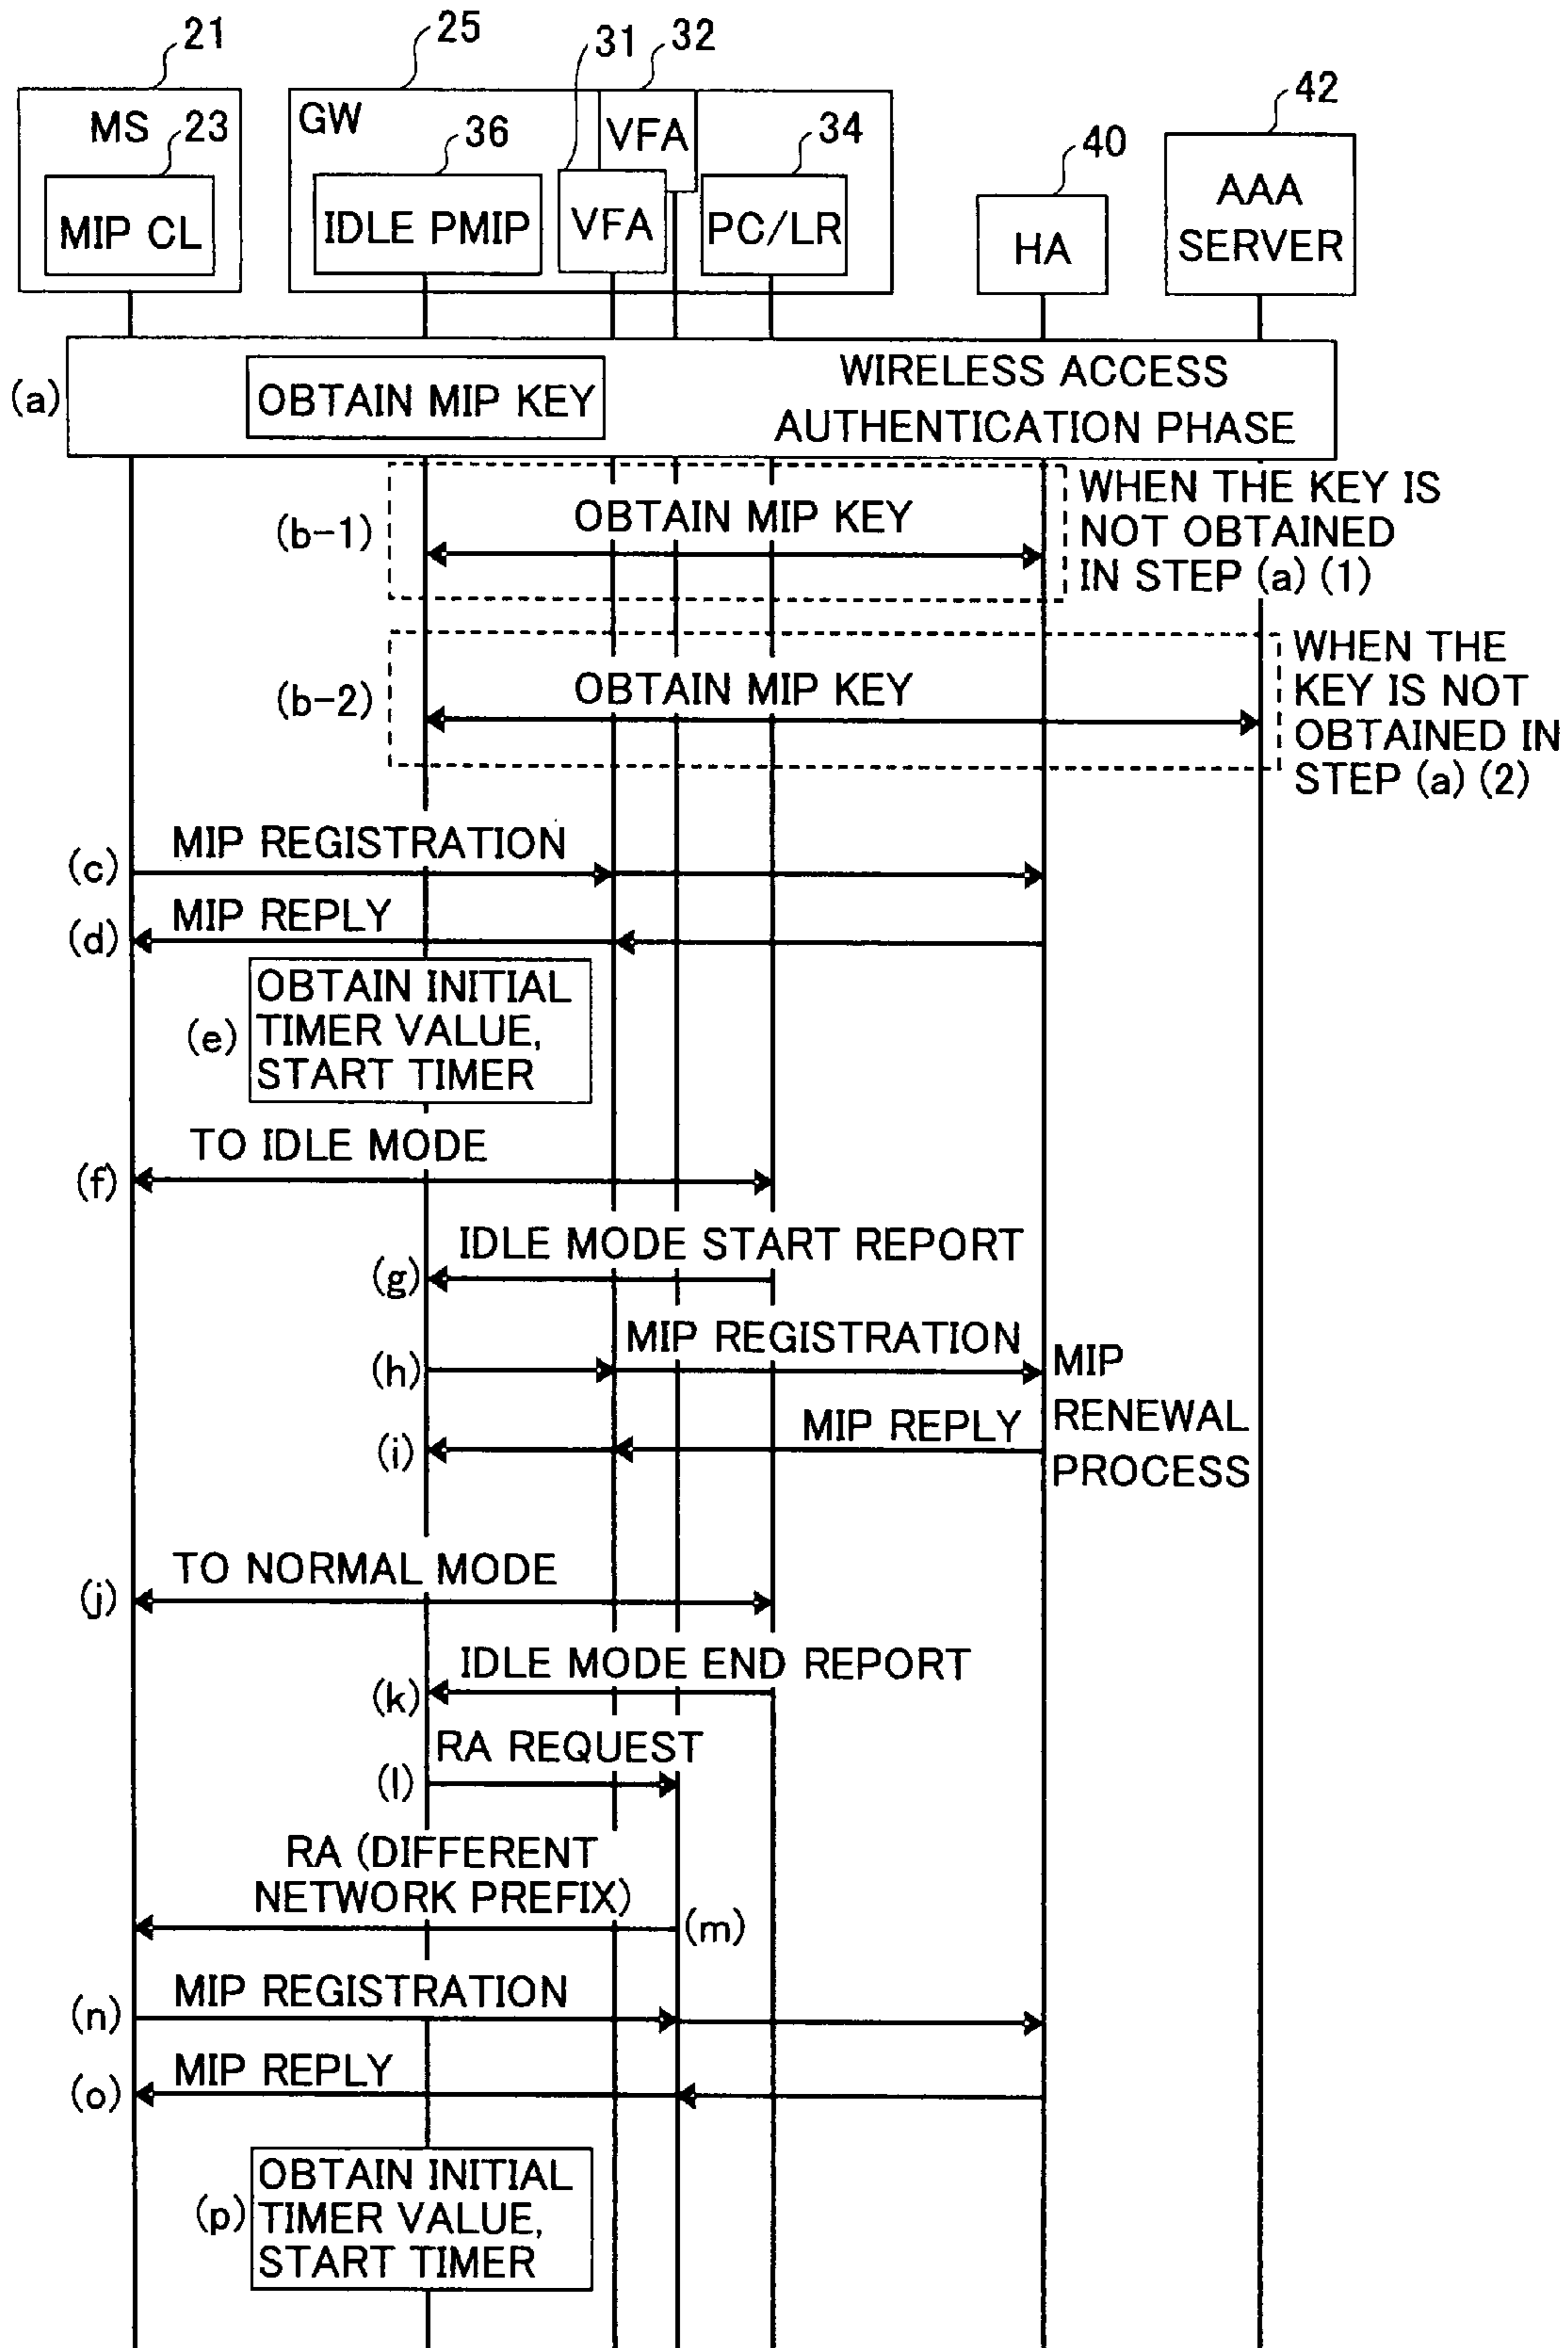 21
25
31
32
42
MS
23
GW
36
VFA
34
40
AAA
SERVER
MIP CL
IDLE PMIP
VFA
PC/LR
HA
(a)
OBTAIN MIP KEY
WIRELESS ACCESS
AUTHENTICATION PHASE
(b-1)
OBTAIN MIP KEY
WHEN THE KEY IS
NOT OBTAINED
IN STEP (a) (1)
(b-2)
OBTAIN MIP KEY
WHEN THE
KEY IS NOT
OBTAINED IN
STEP (a) (2)
(c)
MIP REGISTRATION
(d)
MIP REPLY
(e)
OBTAIN INITIAL
TIMER VALUE,
START TIMER
TO IDLE MODE
(f)
IDLE MODE START REPORT
(g)
MIP REGISTRATION
(h)
MIP REPLY
(i)
MIP
RENEWAL
PROCESS
TO NORMAL MODE
(j)
IDLE MODE END REPORT
(k)
RA REQUEST
(l)
RA (DIFFERENT
NETWORK PREFIX)
(m)
MIP REGISTRATION
(n)
MIP REPLY
(o)
(p)
OBTAIN INITIAL
TIMER VALUE,
START TIMER